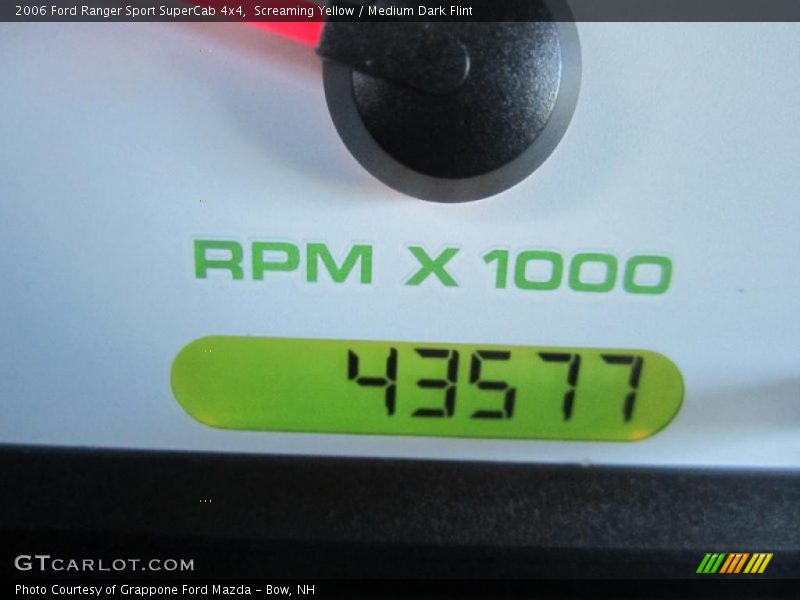 2006 Ford Ranger Sport SuperCab 4x4,  Screaming Yellow / Medium Dark Flint
RPM X 1000
43577
GTCARLOT.COM
Photo Courtesy of Grappone Ford Mazda - Bow, NH